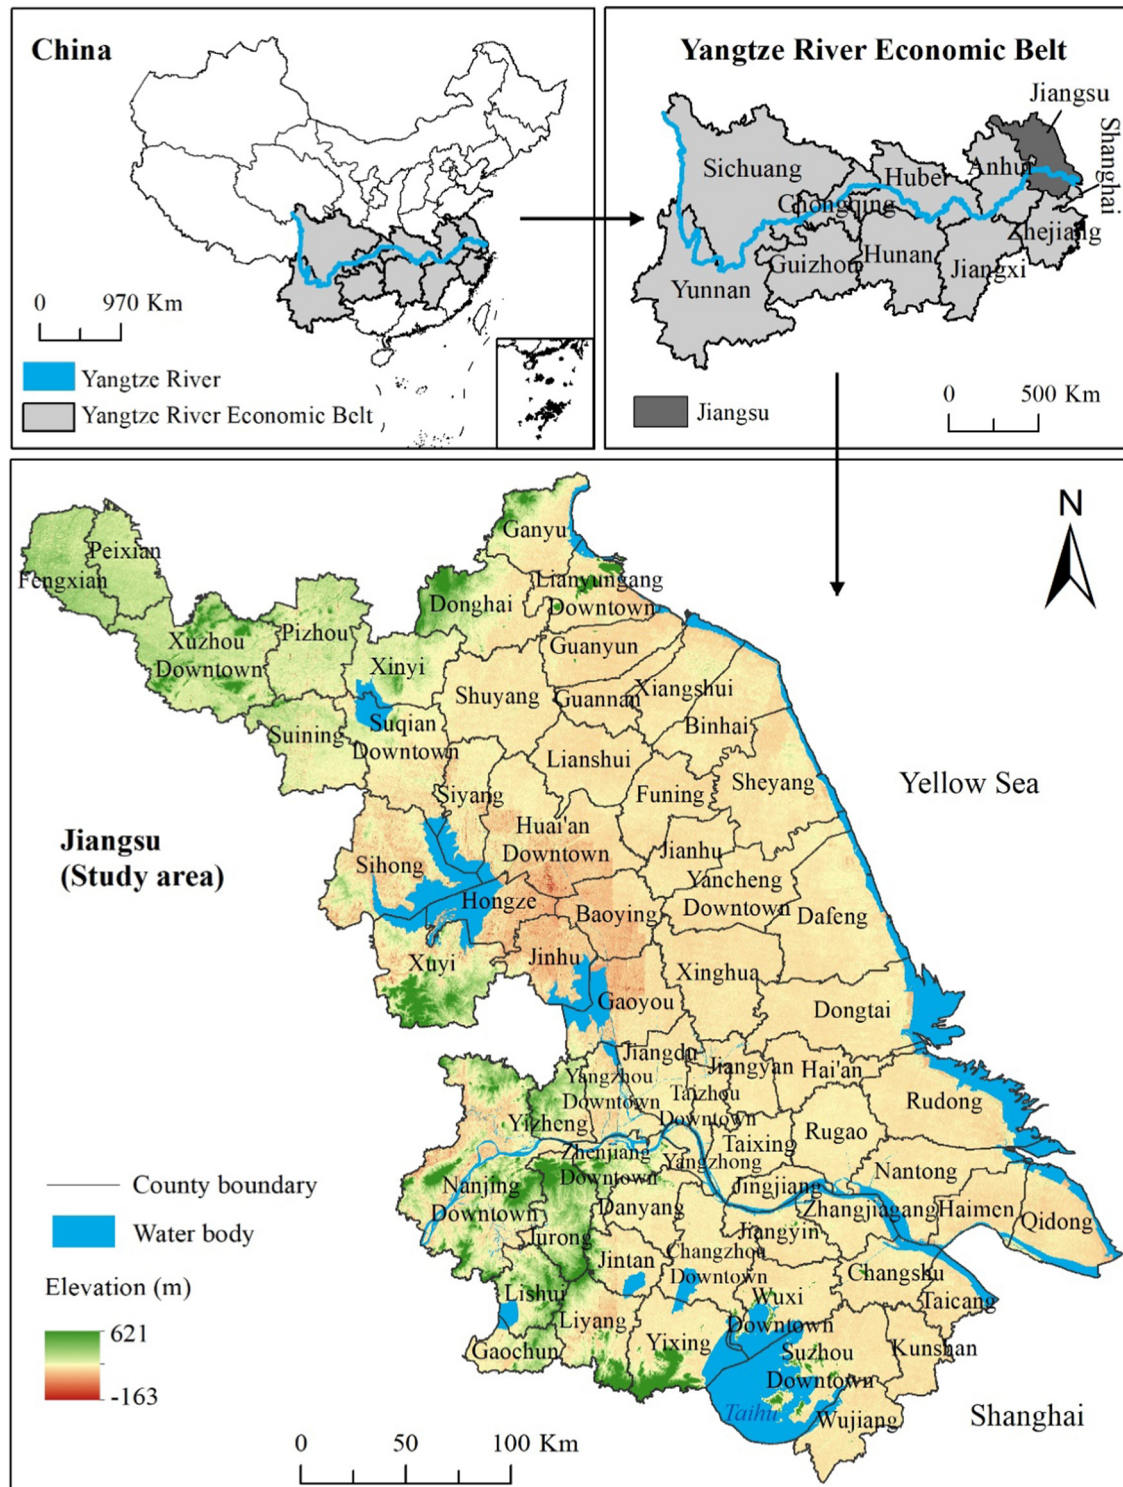 China
0 970 Km
Yangtze River
Yangtze River Economic Belt
Yangtze River Economic Belt
Jiangsu
Shanghai
Sichuang
Hubei
Anhui
Chongqing
Zhejiang
Guizhou
Hunan
Jiangxi
Yunnan
0 500 Km
Jiangsu
N
Ganyu
Peixian
Fengxian
Lianyungang
Downtown
Donghai
Xuzhou
Downtown
Pizhou
Guanyun
Xinyi
Shuyang
Guannan
Xiangshui
Suining
Suqian
Downtown
Binhai
Lianshui
Siyang
Funing
Sheyang
Yellow Sea
Jiangsu
(Study area)
Huai'an
Downtown
Jianhu
Sihong
Yancheng
Downtown
Hongze
Baoying
Dafeng
Xuyi
Jinhu
Xinghua
Gaoyou
Dongtai
Jiangdu
Jiangyan
Hai'an
Yangzhou
Downtown
Taizhou
Downtown
Rudong
Yizheng
Taixing
Rugao
Zhenjiang
Downtown
Yangzhong
Nantong
Nanjing
Downtown
Jingjiang
Danyang
Zhangjiagang
Haimen
Qidong
Jurong
Jiangyin
Jintan
Changzhou
Downtown
Changshu
Lishui
Wuxi
Downtown
Taicang
Liyang
Gaochun
Yixing
Suzhou
Downtown
Kunshan
Taihu
Wujiang
Shanghai
County boundary
Water body
Elevation (m)
621
-163
0 50 100 Km